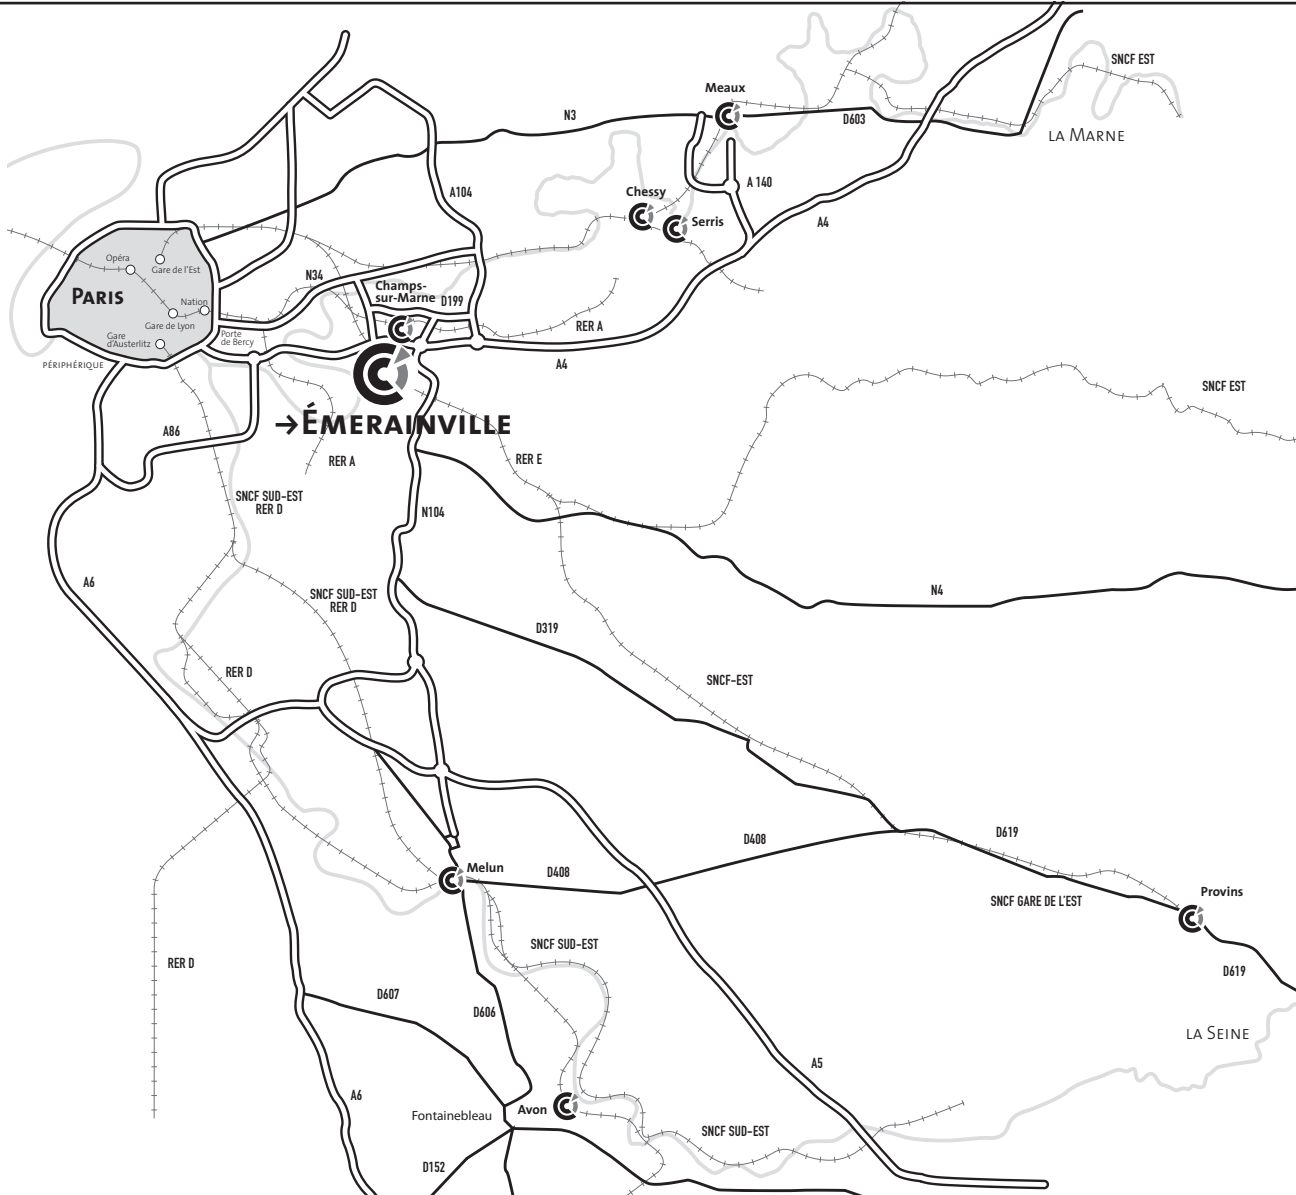 SNCF EST
Meaux
N3
D603
LA MARNE
A104
A 140
Chessy
Serris
A4
Opéra
Gare de l'Est
PARIS
N34
Champs-
sur-Marne
D199
Nation
Gare de Lyon
RER A
Gare
d'Austerlitz
Porte
de Bercy
PÉRIPHÉRIQUE
A4
SNCF EST
→ÉMERAINVILLE
A86
RER A
RER E
SNCF SUD-EST
RER D
N104
A6
SNCF SUD-EST
RER D
N4
D319
RER D
SNCF-EST
D408
D619
Melun
D408
Provins
SNCF GARE DE L'EST
SNCF SUD-EST
RER D
D619
D607
D606
LA SEINE
A5
A6
Fontainebleau
Avon
SNCF SUD-EST
D152